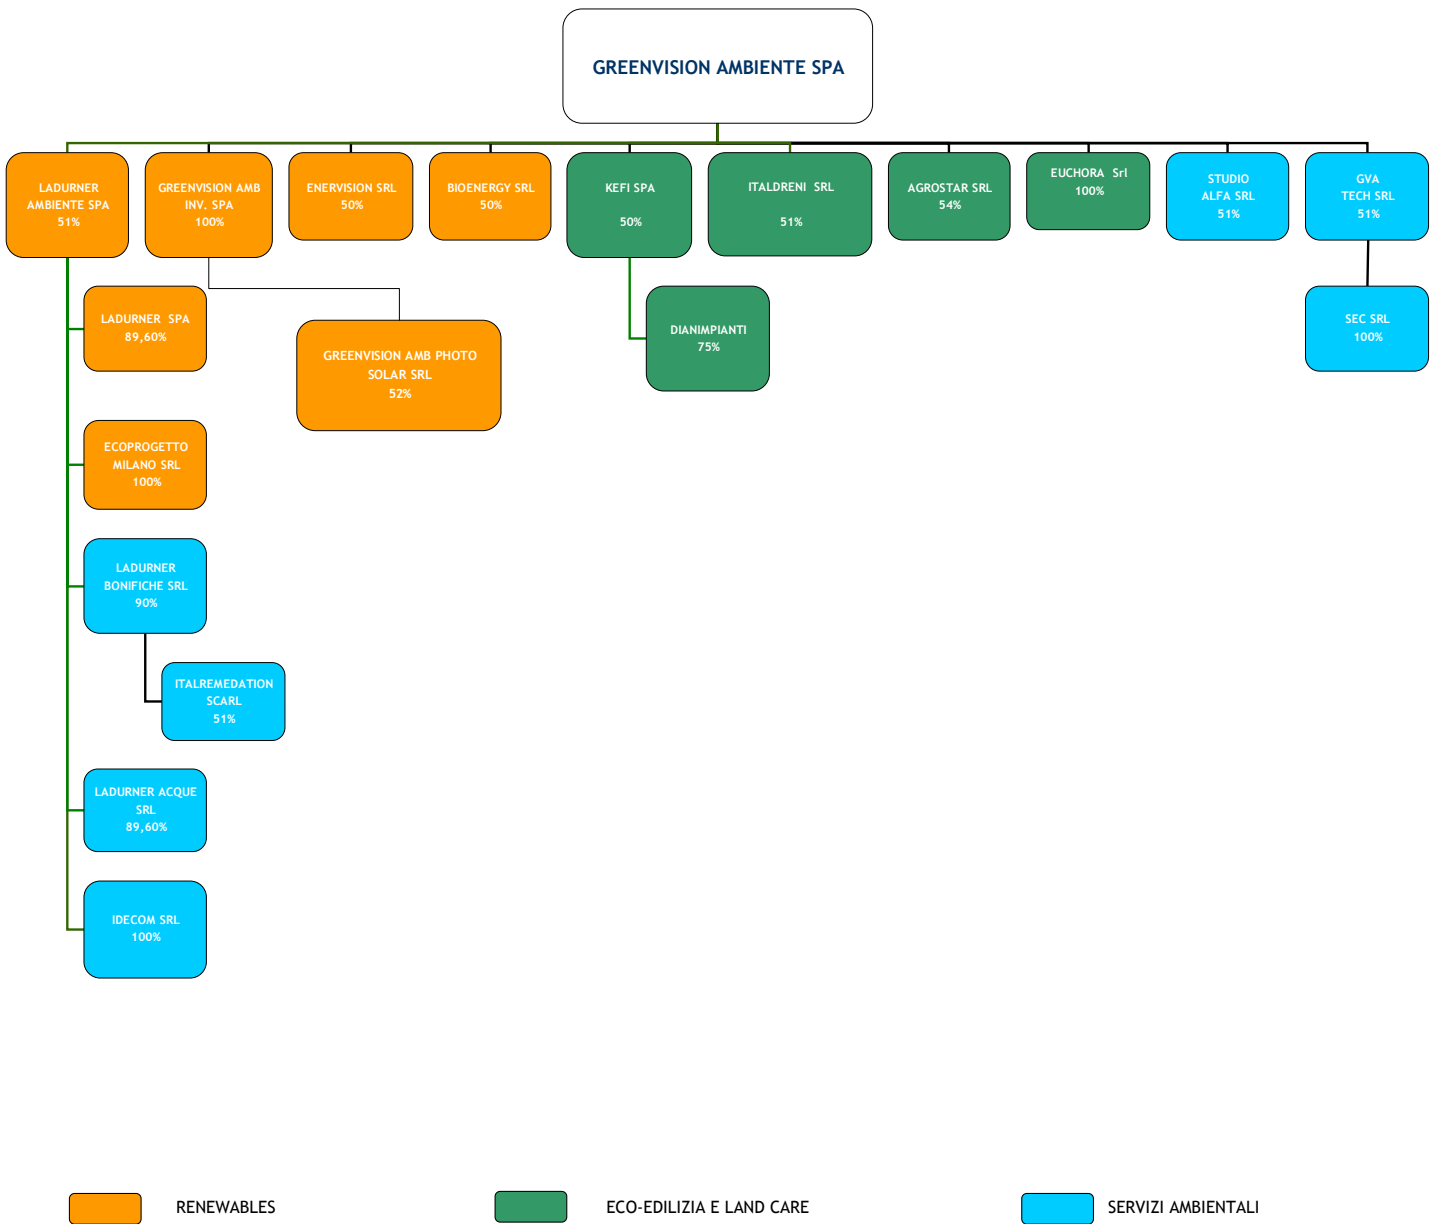 GREENVISION AMBIENTE SPA
LADURNER
AMBIENTE SPA
51%
GREENVISION AMB
INV. SPA
100%
ENERVISION SRL
50%
BIOENERGY SRL
50%
KEFI SPA
50%
ITALDRENI SRL
51%
AGROSTAR SRL
54%
EUCHORA Srl
100%
STUDIO
ALFA SRL
51%
GVA
TECH SRL
51%
LADURNER SPA
89,60%
GREENVISION AMB PHOTO
SOLAR SRL
52%
DIANIMPIANTI
75%
SEC SRL
100%
ECOPROGETTO
MILANO SRL
100%
LADURNER
BONIFICHE SRL
90%
ITALREMEDATION
SCARL
51%
LADURNER ACQUE
SRL
89,60%
IDECOM SRL
100%
RENEWABLES
ECO-EDILIZIA E LAND CARE
SERVIZI AMBIENTALI